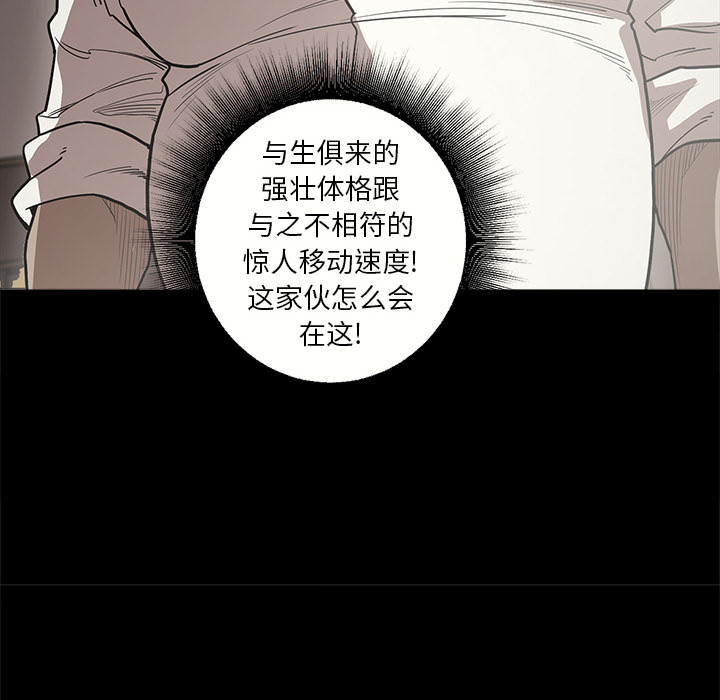 与生俱来的
强壮体格跟
与之不相符的
惊人移动速度!
这家伙怎么会
在这!